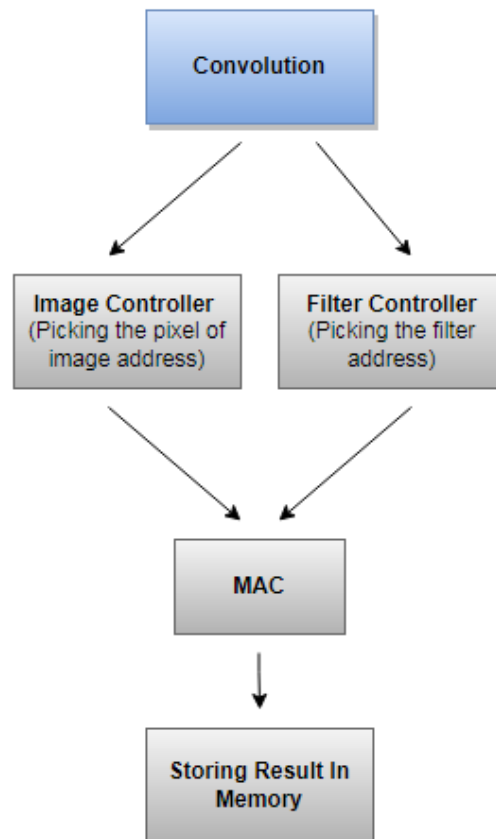 Convolution
Image Controller
(Picking the pixel of
image address)
Filter Controller
(Picking the filter
address)
MAC
Storing Result In
Memory